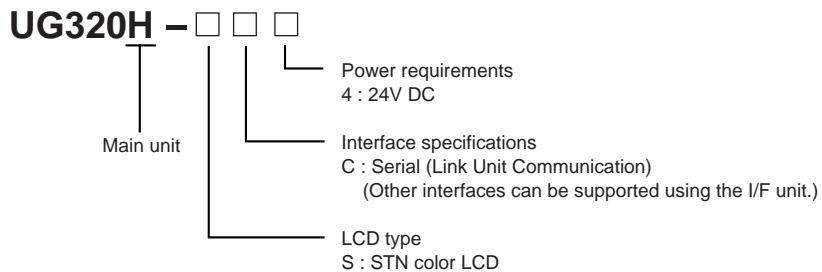 UG320H – □ □ □
Power requirements
4 : 24V DC
Main unit
Interface specifications
C : Serial (Link Unit Communication)
(Other interfaces can be supported using the I/F unit.)
LCD type
S : STN color LCD